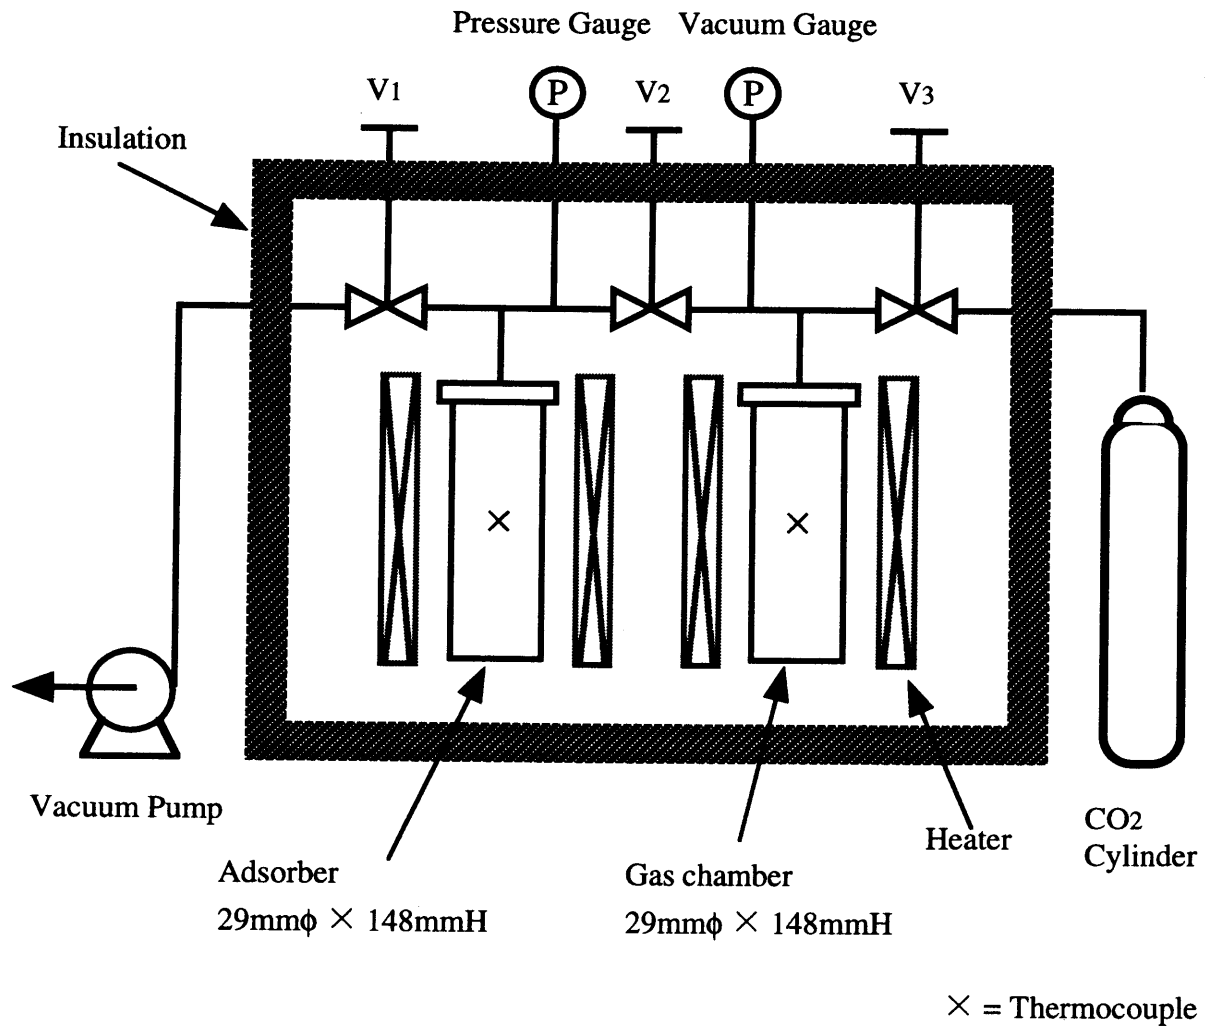 Pressure Gauge Vacuum Gauge
V1 P V2 P V3
Insulation
Vacuum Pump
Adsorber
29mmφ × 148mmH
Gas chamber
29mmφ × 148mmH
Heater
CO2
Cylinder
× = Thermocouple